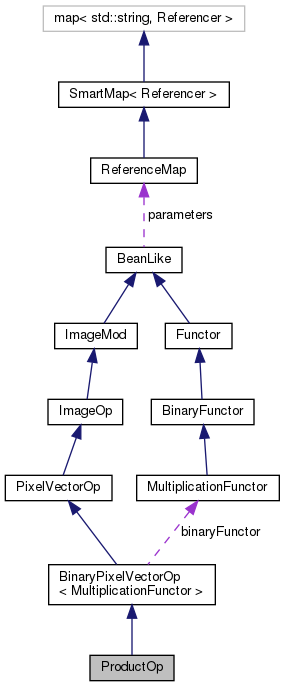 map< std::string, Referencer >
SmartMap< Referencer >
ReferenceMap
parameters
BeanLike
ImageMod
Functor
ImageOp
BinaryFunctor
PixelVectorOp
MultiplicationFunctor
binaryFunctor
BinaryPixelVectorOp
< MultiplicationFunctor >
ProductOp